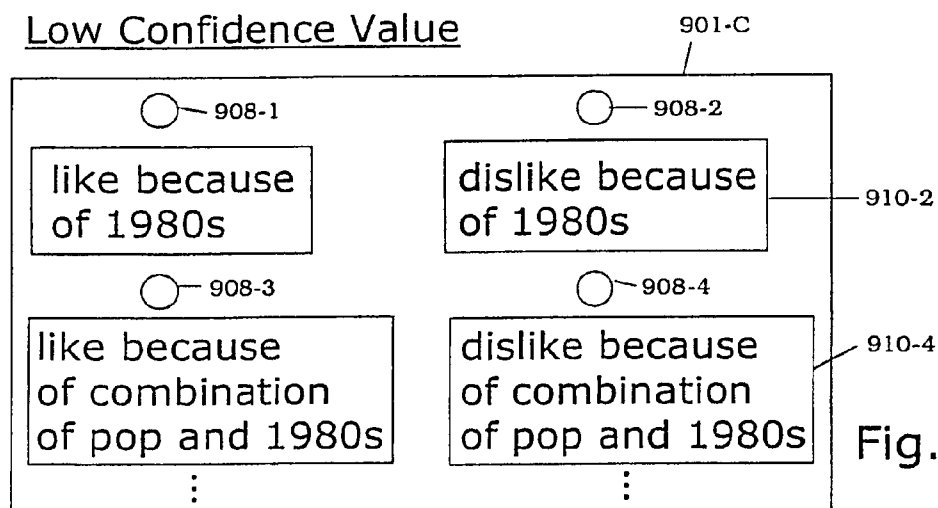 Low Confidence Value
901-C
908-1
908-2
like because
of 1980s
dislike because
of 1980s
910-2
908-3
908-4
like because
of combination
of pop and 1980s
dislike because
of combination
of pop and 1980s
910-4
Fig.